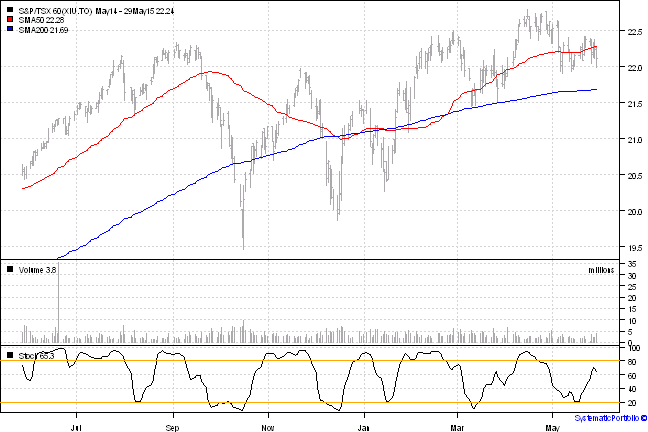 S&P/TSX 60(XIU.TO) May14 - 29May15 22.24
SMA50 22.28
SMA200 21.69
22.5
22.0
21.5
21.0
20.5
20.0
19.5
Volume 3.8
millions
35
30
25
20
15
10
5
0
Stoch 65.3
100
80
60
40
20
Jul Sep Nov Jan Mar May
SystematicPortfolio ©